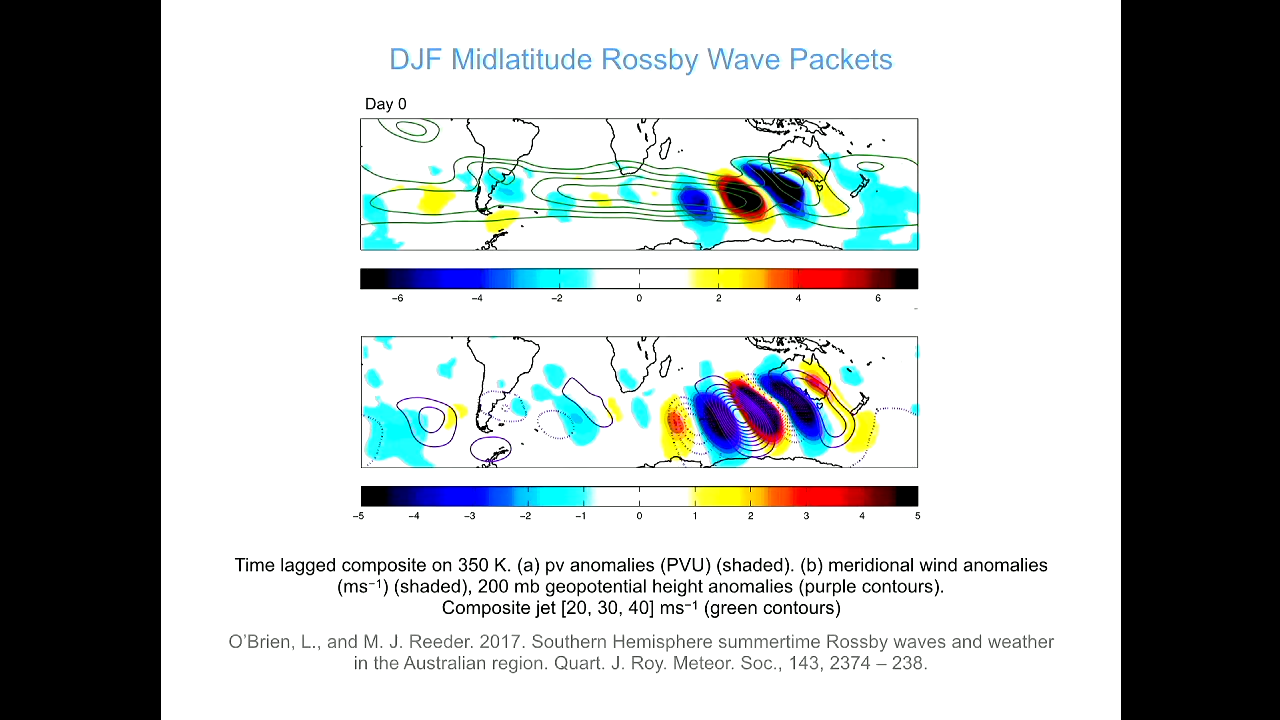 DJF Midlatitude Rossby Wave Packets
Day 0
−6 −4 −2 0 2 4 6
−5 −4 −3 −2 −1 0 1 2 3 4 5
Time lagged composite on 350 K. (a) pv anomalies (PVU) (shaded). (b) meridional wind anomalies
(ms⁻¹) (shaded), 200 mb geopotential height anomalies (purple contours).
Composite jet [20, 30, 40] ms⁻¹ (green contours)
O’Brien, L., and M. J. Reeder. 2017. Southern Hemisphere summertime Rossby waves and weather
in the Australian region. Quart. J. Roy. Meteor. Soc., 143, 2374 – 238.